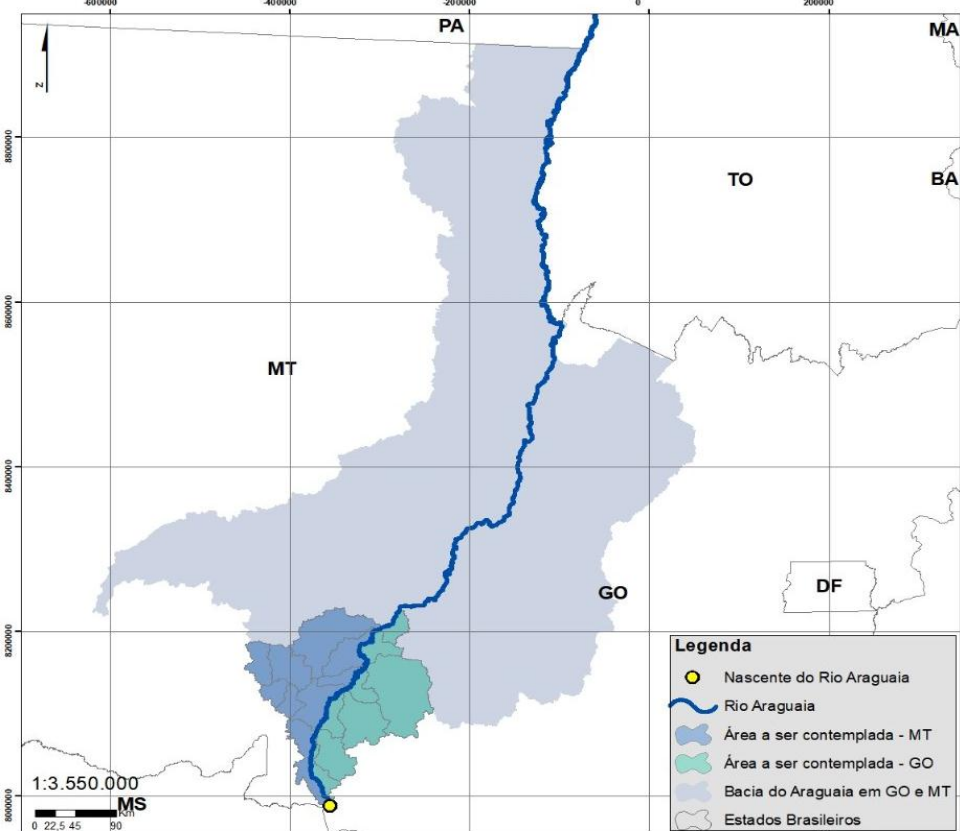 -600000 -400000 -200000 0 200000
PA
MA
N
8800000
TO
BA
8600000
MT
8400000
GO
DF
8200000
Legenda
Nascente do Rio Araguaia
Rio Araguaia
Área a ser contemplada - MT
Área a ser contemplada - GO
Bacia do Araguaia em GO e MT
Estados Brasileiros
1:3.550.000
8000000
MS
Km
0 22,5 45 90